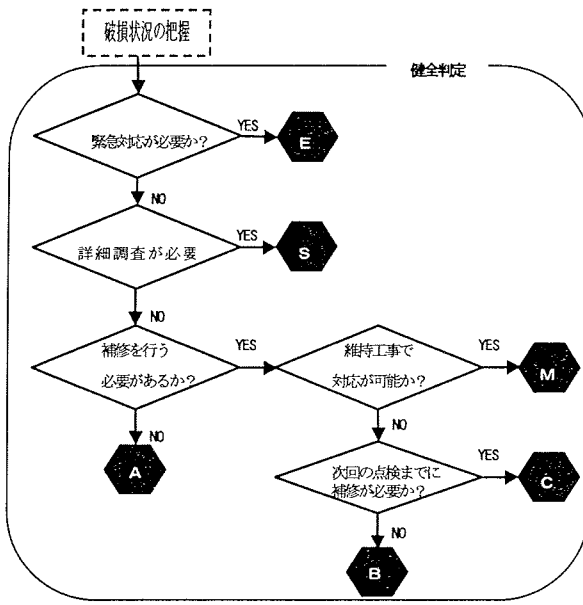 破損状況の把握
健全判定
緊急対応が必要か?
YES
E
NO
詳細調査が必要
YES
S
NO
補修を行う
必要があるか?
YES
維持工事で
対応が可能か?
YES
M
NO
A
NO
次回の点検までに
補修が必要か?
YES
C
NO
B